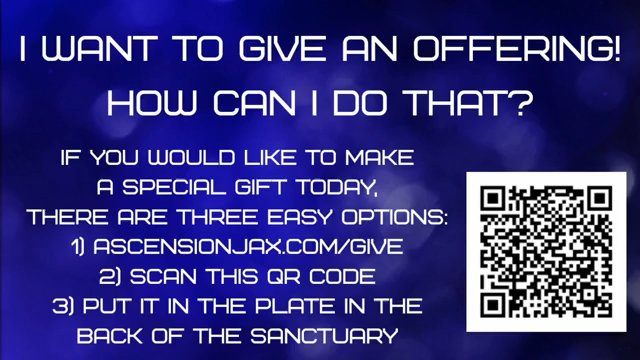 I WANT TO GIVE AN OFFERING!
HOW CAN I DO THAT?
IF YOU WOULD LIKE TO MAKE
A SPECIAL GIFT TODAY,
THERE ARE THREE EASY OPTIONS:
1) ASCENSIONJAX.COM/GIVE
2) SCAN THIS QR CODE
3) PUT IT IN THE PLATE IN THE
BACK OF THE SANCTUARY